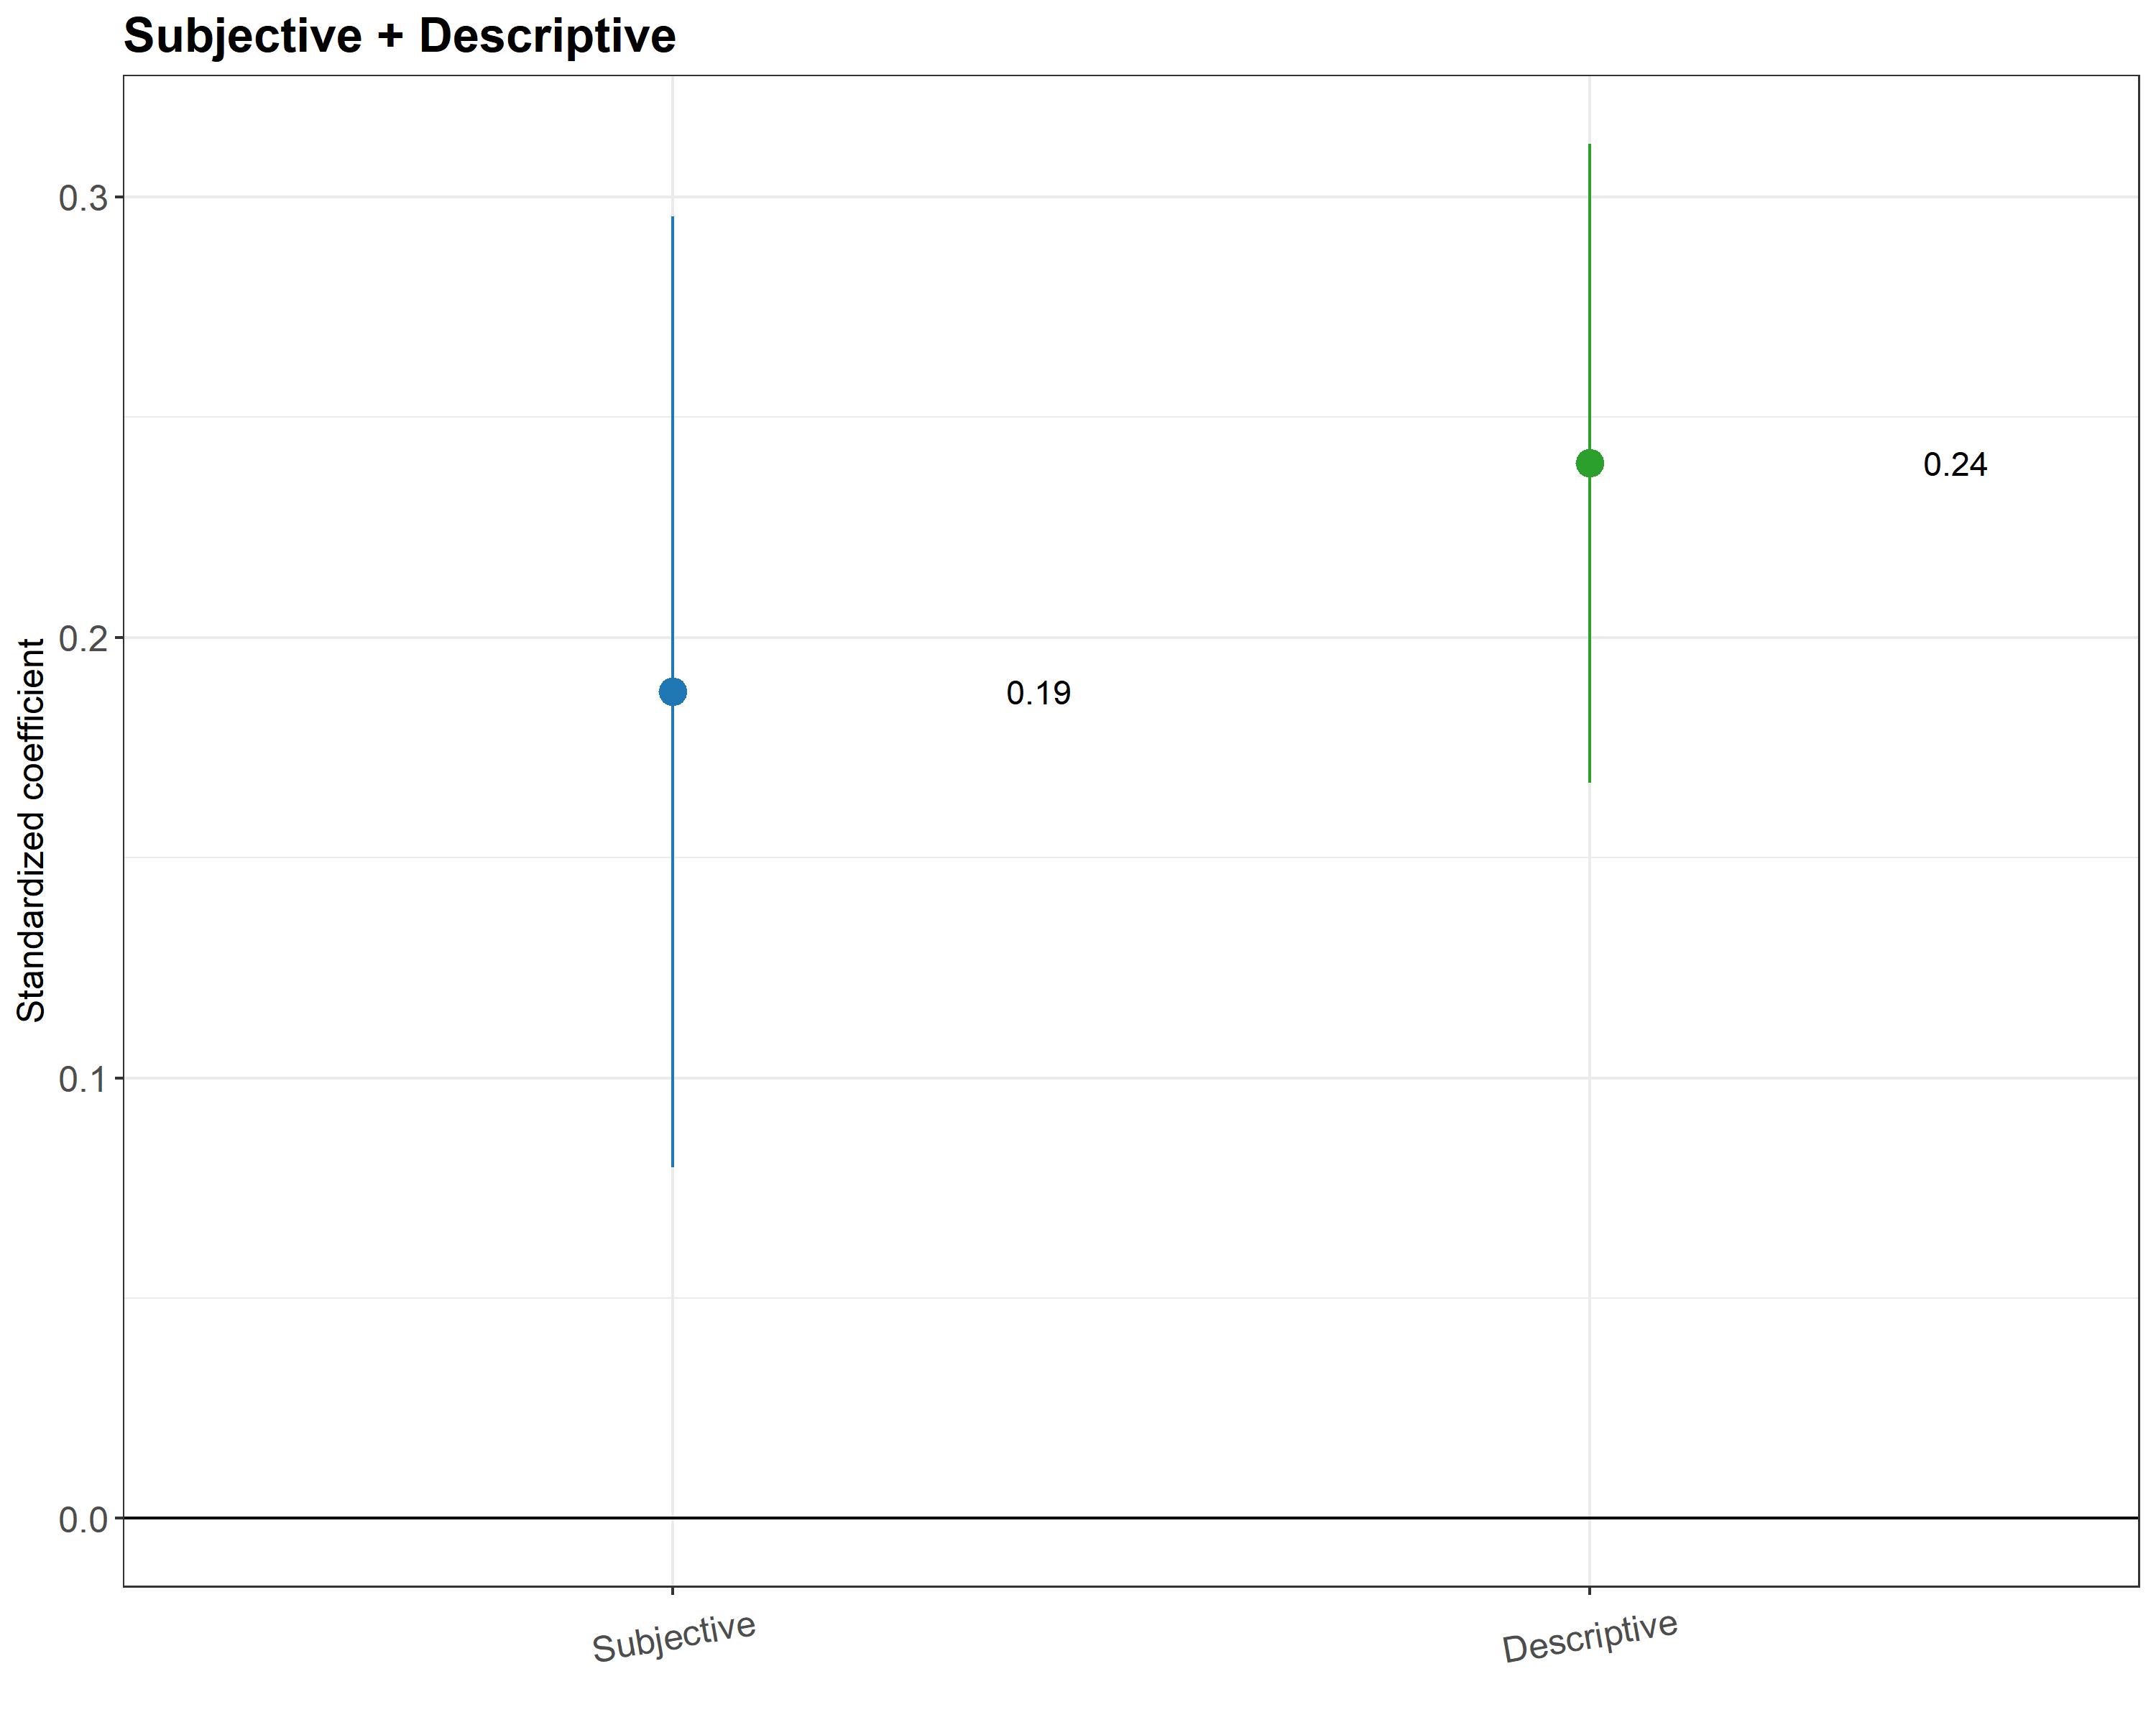 Subjective + Descriptive
Standardized coefficient
0.3
0.24
0.2
0.19
0.1
0.0
Subjective
Descriptive